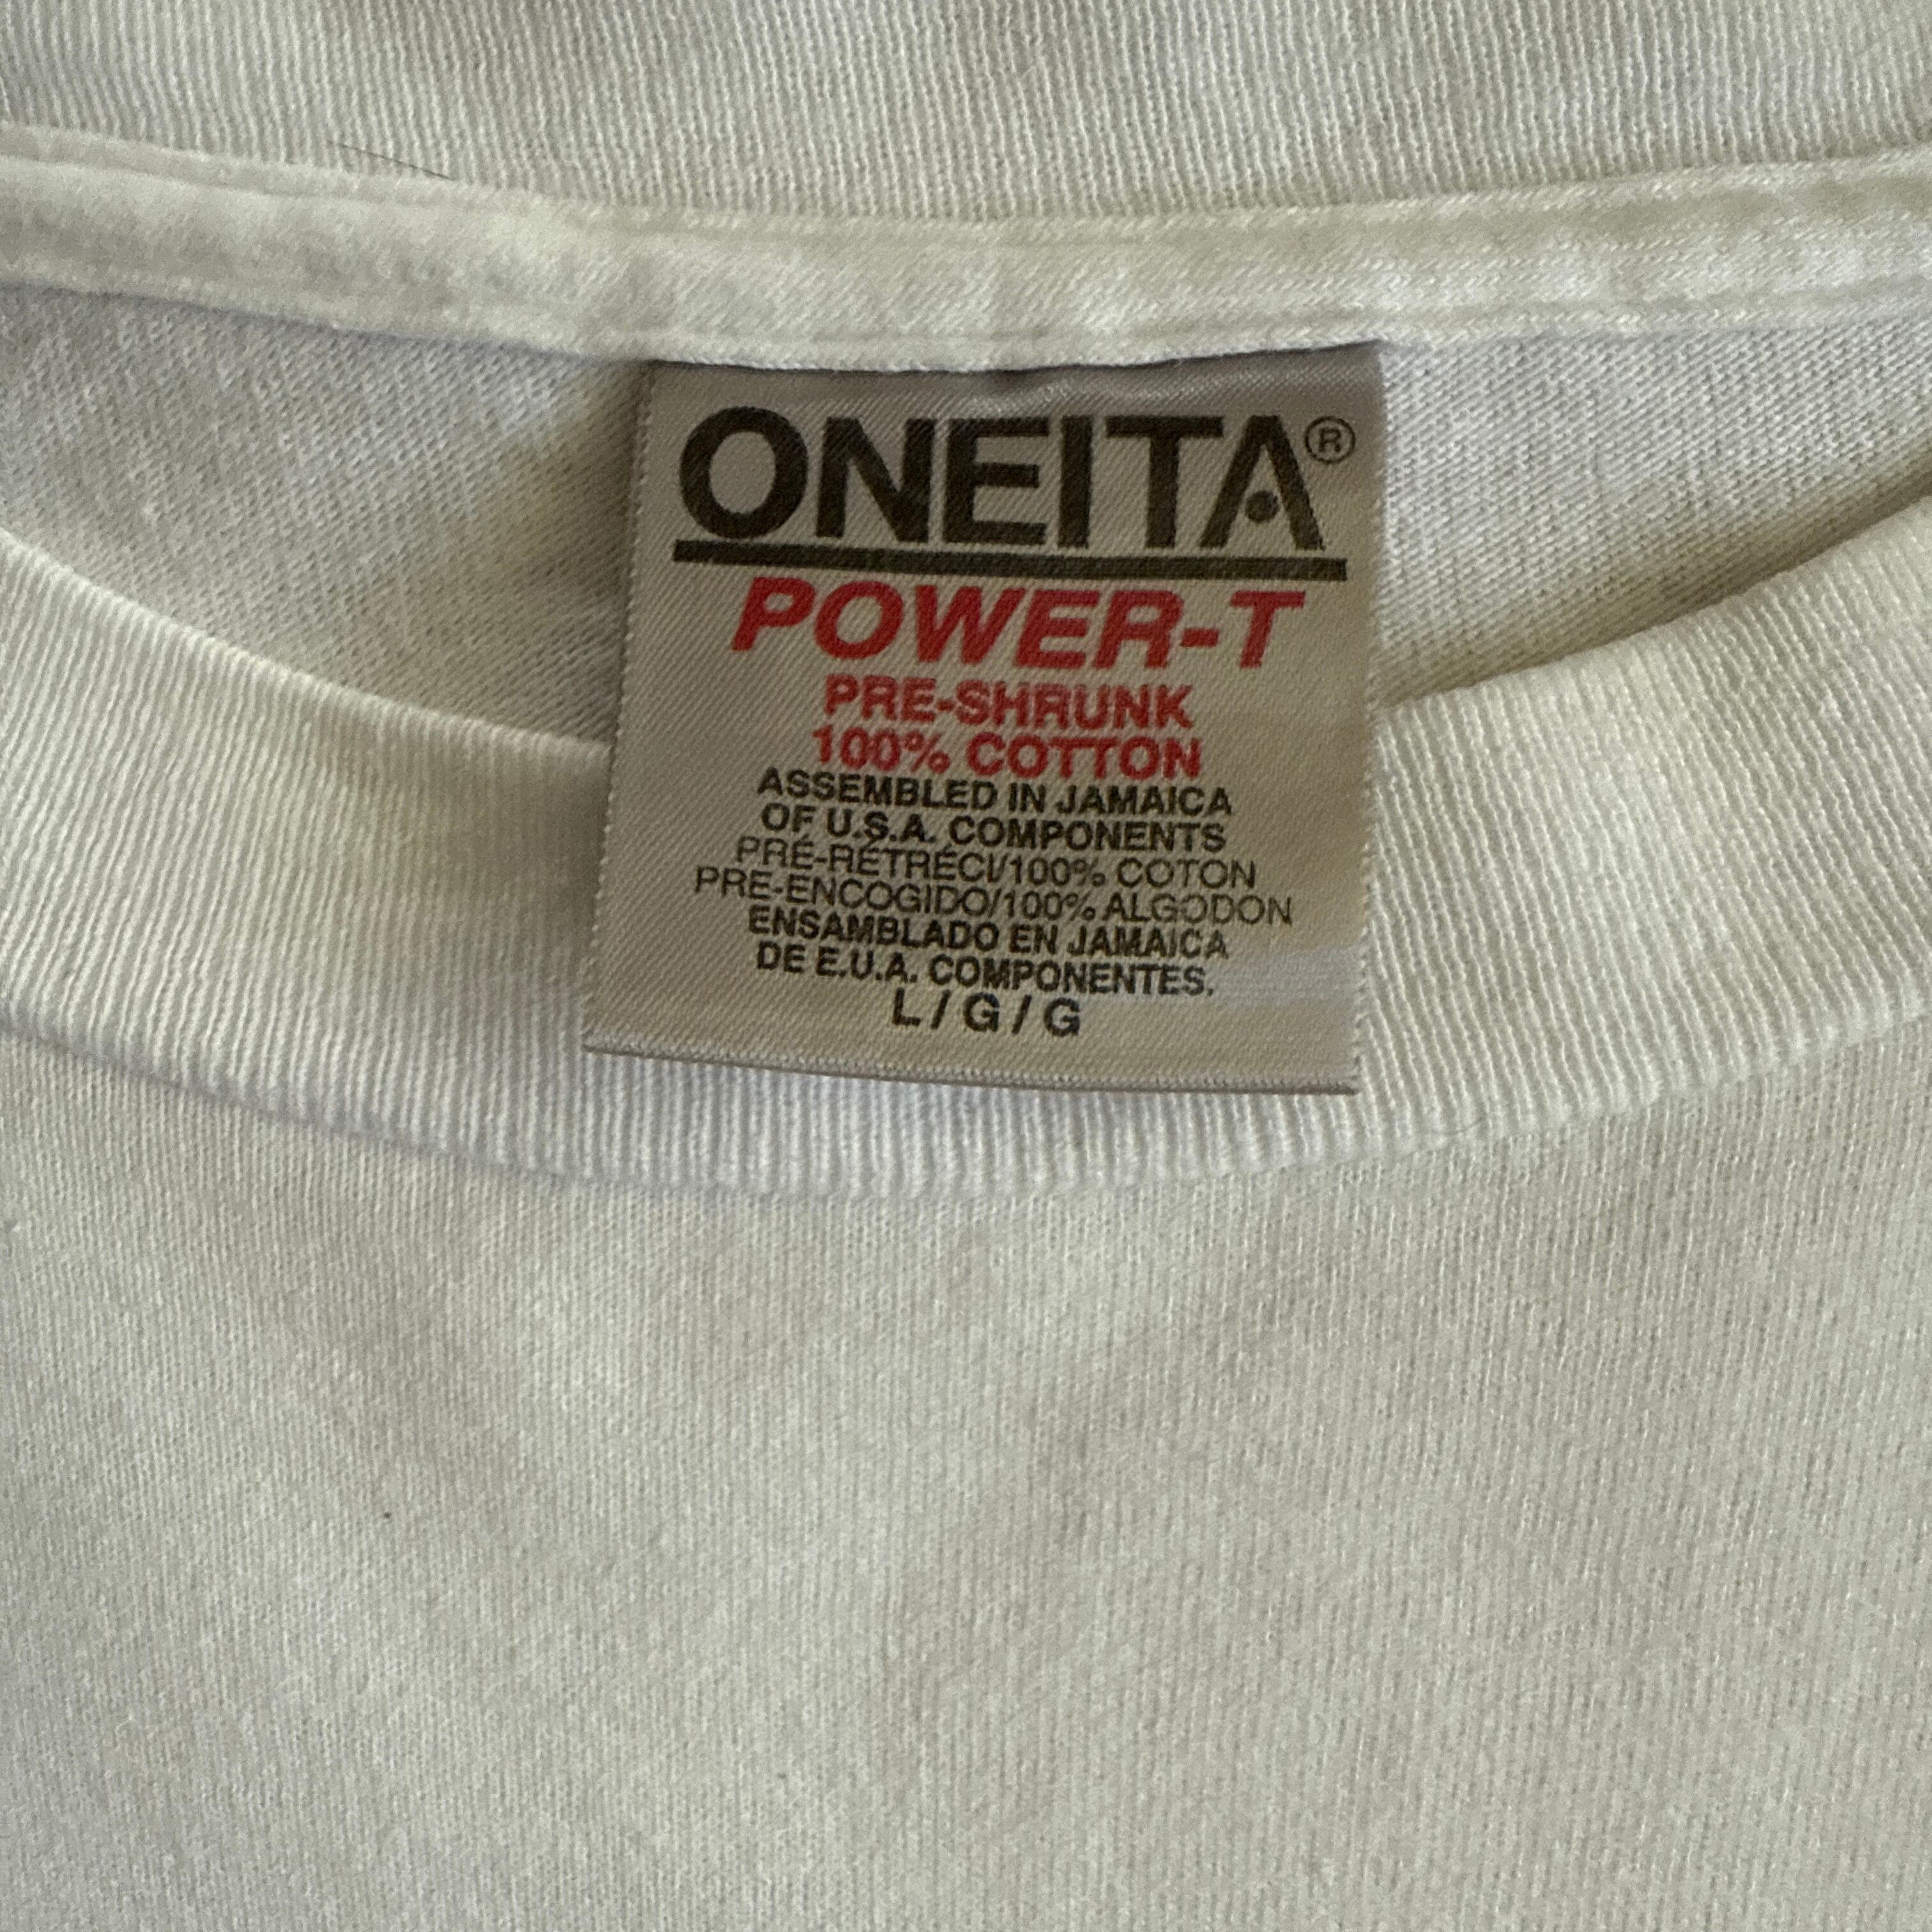 ONEITA®
POWER-T
PRE-SHRUNK
100% COTTON
ASSEMBLED IN JAMAICA
OF U.S.A. COMPONENTS
PRÉ-RÉTRÉCI/100% COTON
PRE-ENCOGIDO/100% ALGODON
ENSAMBLADO EN JAMAICA
DE E.U.A. COMPONENTES.
L / G / G